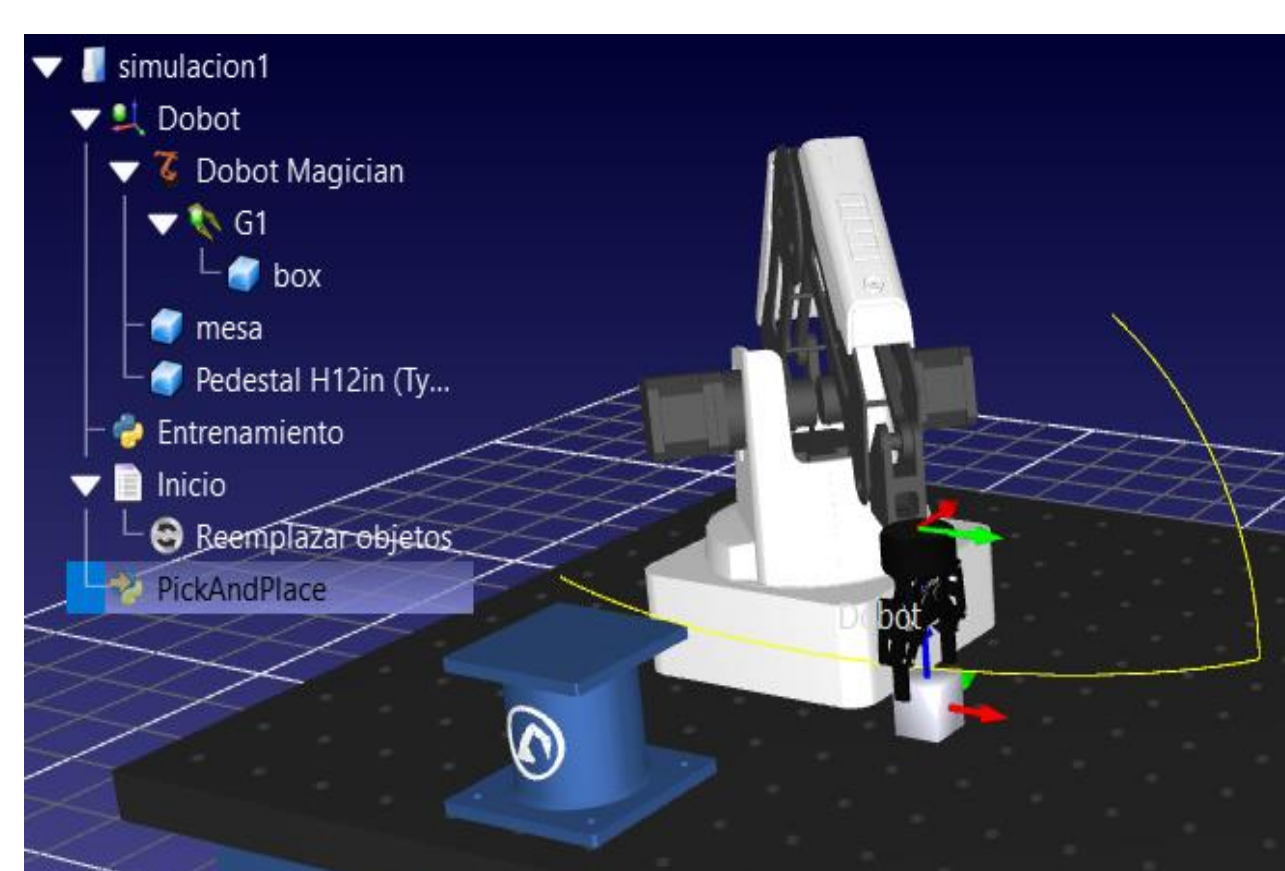 simulacion1
Dobot
Dobot Magician
G1
box
mesa
Pedestal H12in (Ty...
Entrenamiento
Inicio
Reemplazar objetos
PickAndPlace
Dobot